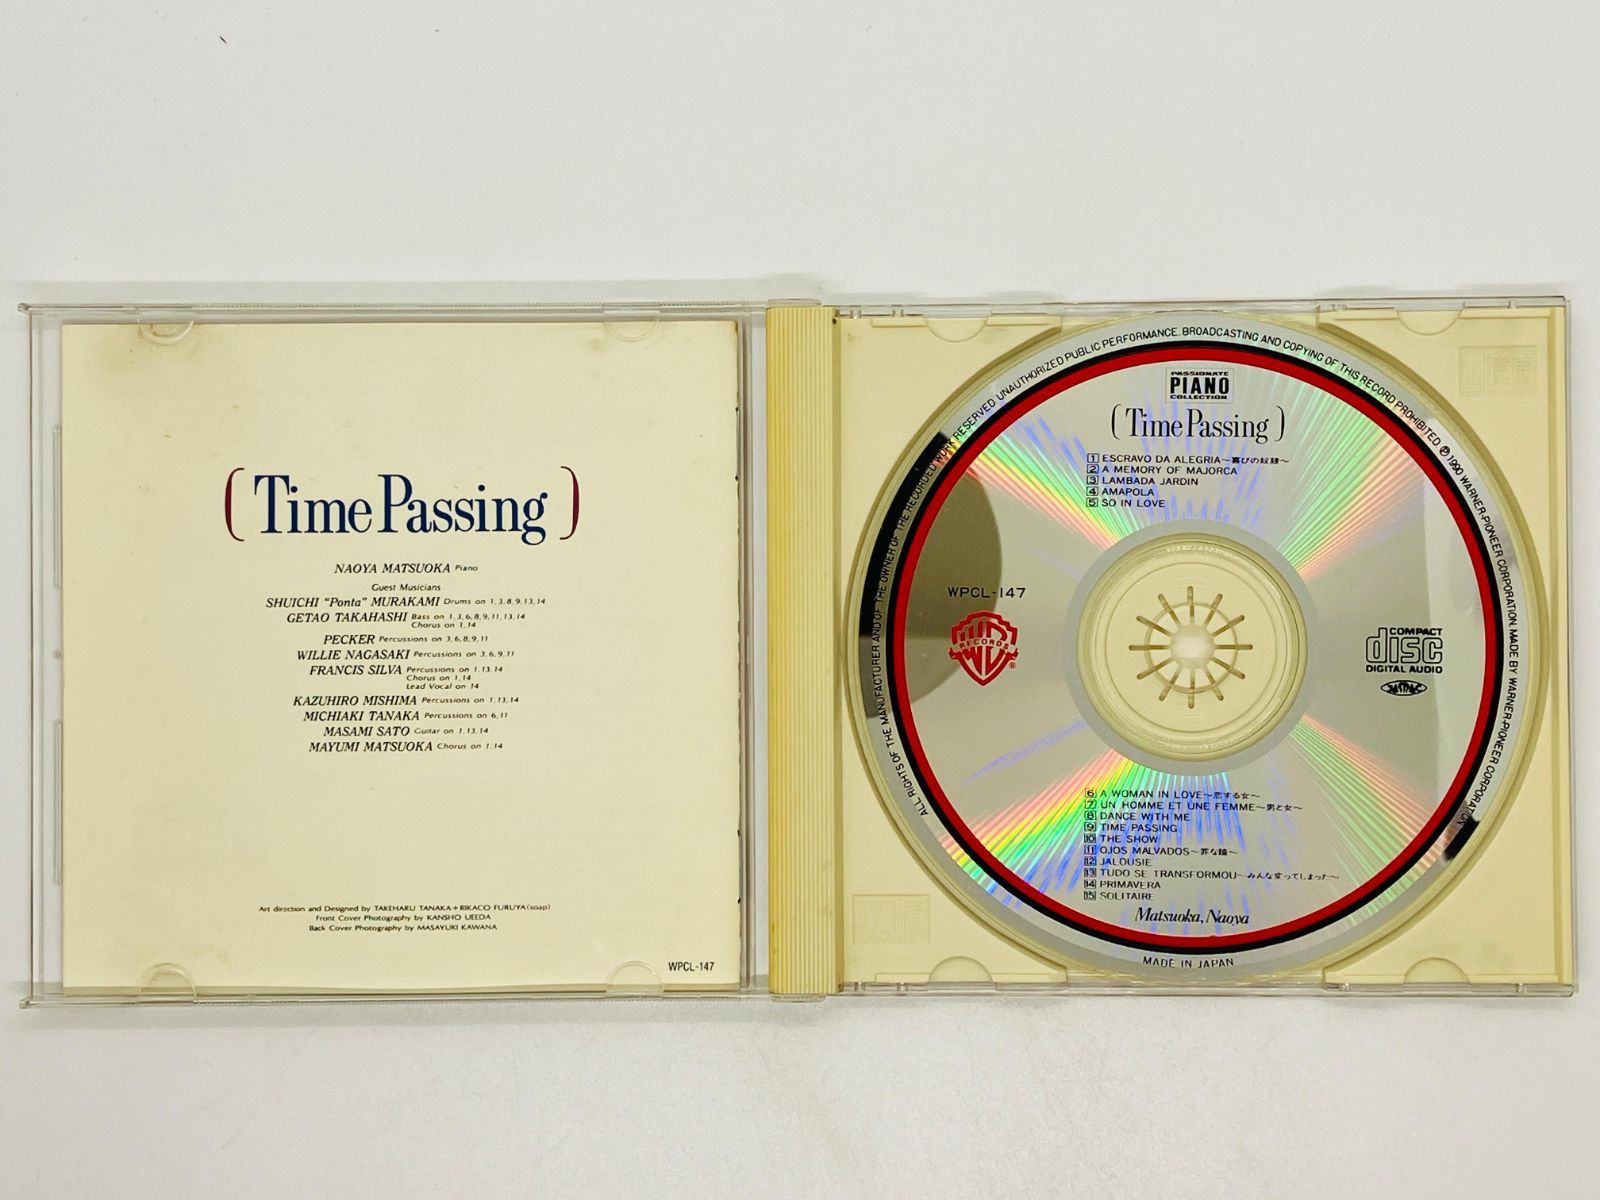 ( Time Passing )
NAOYA MATSUOKA Piano
Guest Musicians
SHUICHI "Ponta" MURAKAMI Drums on 1,3,8,9,13,14
GETAO TAKAHASHI Bass on 1,3,6,8,9,11,13,14
Chorus on 1,14
PECKER Percussions on 3,6,8,9,11
WILLIE NAGASAKI Percussions on 3,6,9,11
FRANCIS SILVA Percussions on 1,13,14
Chorus on 1,14
Lead Vocal on 14
KAZUHIRO MISHIMA Percussions on 1,13,14
MICHIAKI TANAKA Percussions on 6,11
MASAMI SATO Guitar on 1,13,14
MAYUMI MATSUOKA Chorus on 1,14
Art direction and Designed by TAKEHARU TANAKA+RIKACO FURUYA(soap)
Front Cover Photography by KANSHO UEEDA
Back Cover Photography by MASAYUKI KAWANA
WPCL-147
ALL RIGHTS OF THE MANUFACTURER AND OF THE OWNER OF THE RECORDED WORK RESERVED UNAUTHORIZED PUBLIC PERFORMANCE. BROADCASTING AND COPYING OF THIS RECORD PROHIBITED ℗ 1990 WARNER-PIONEER CORPORATION. MADE BY WARNER-PIONEER CORPORATION.
PASSIONATE
PIANO
COLLECTION
( Time Passing )
1 ESCRAVO DA ALEGRIA〜喜びの奴隷〜
2 A MEMORY OF MAJORCA
3 LAMBADA JARDIN
4 AMAPOLA
5 SO IN LOVE
WPCL-147
WB
RECORDS
®
COMPACT
disc
DIGITAL AUDIO
6 A WOMAN IN LOVE〜恋する女〜
7 UN HOMME ET UNE FEMME〜男と女〜
8 DANCE WITH ME
9 TIME PASSING
10 THE SHOW
11 OJOS MALVADOS〜罪な瞳〜
12 JALOUSIE
13 TUDO SE TRANSFORMOU〜みんな変ってしまった〜
14 PRIMAVERA
15 SOLITAIRE
Matsuoka, Naoya
MADE IN JAPAN